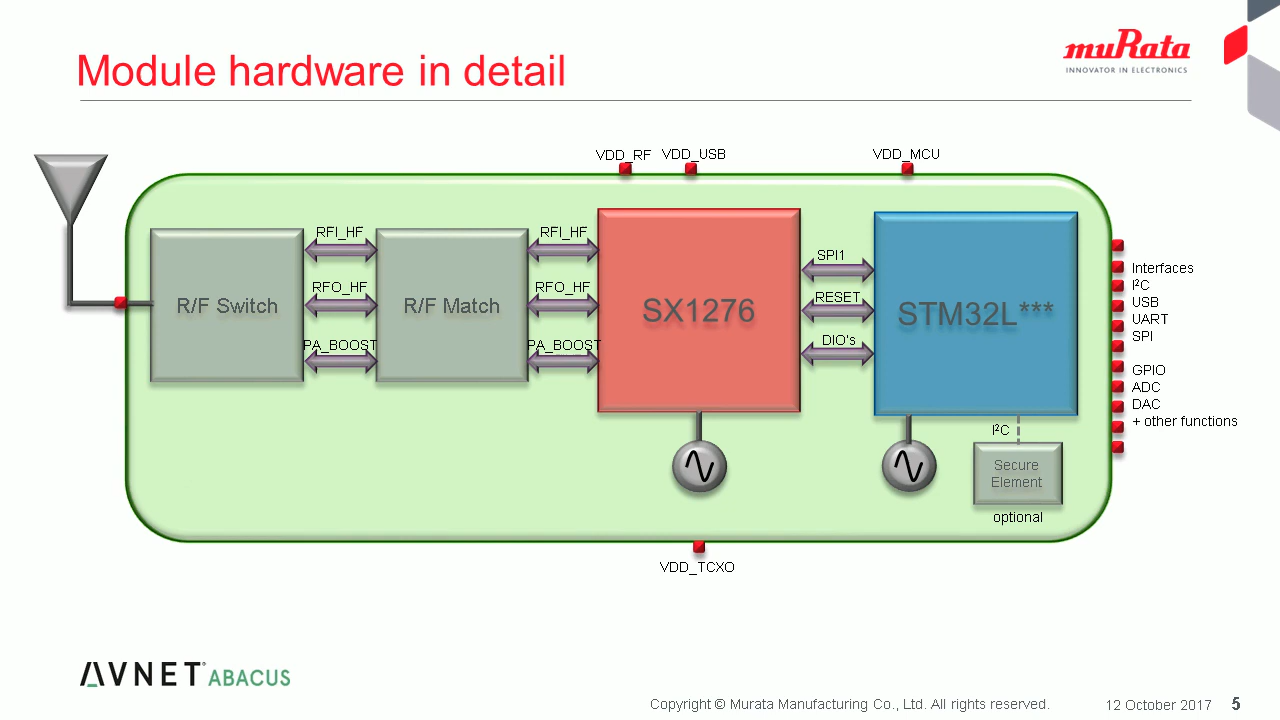 Module hardware in detail
muRata
INNOVATOR IN ELECTRONICS
VDD_RF VDD_USB VDD_MCU
RFI_HF RFI_HF
RFO_HF RFO_HF
PA_BOOST PA_BOOST
R/F Switch
R/F Match
SX1276
SPI1
RESET
DIO's
STM32L***
I²C
Secure
Element
optional
Interfaces
I²C
USB
UART
SPI
GPIO
ADC
DAC
+ other functions
VDD_TCXO
AVNET® ABACUS
Copyright © Murata Manufacturing Co., Ltd. All rights reserved. 12 October 2017 5